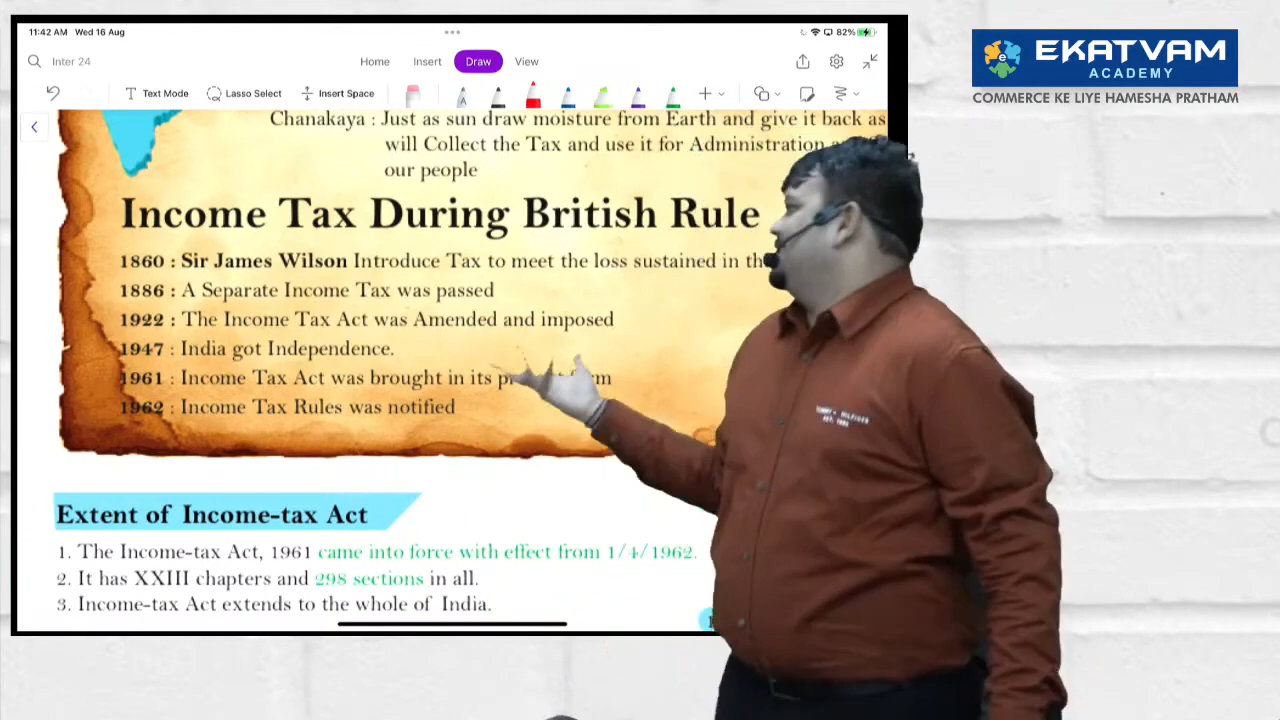 11:42 AM Wed 16 Aug
82%
Inter 24
Home Insert Draw View
Text Mode Lasso Select Insert Space
EKATVAM
ACADEMY
COMMERCE KE LIYE HAMESHA PRATHAM
Chanakaya : Just as sun draw moisture from Earth and give it back as
will Collect the Tax and use it for Administration
our people
Income Tax During British Rule
1860 : Sir James Wilson Introduce Tax to meet the loss sustained in
1886 : A Separate Income Tax was passed
1922 : The Income Tax Act was Amended and imposed
1947 : India got Independence.
1961 : Income Tax Act was brought in its
1962 : Income Tax Rules was notified
Extent of Income-tax Act
1. The Income-tax Act, 1961 came into force with effect from 1/4/1962.
2. It has XXIII chapters and 298 sections in all.
3. Income-tax Act extends to the whole of India.